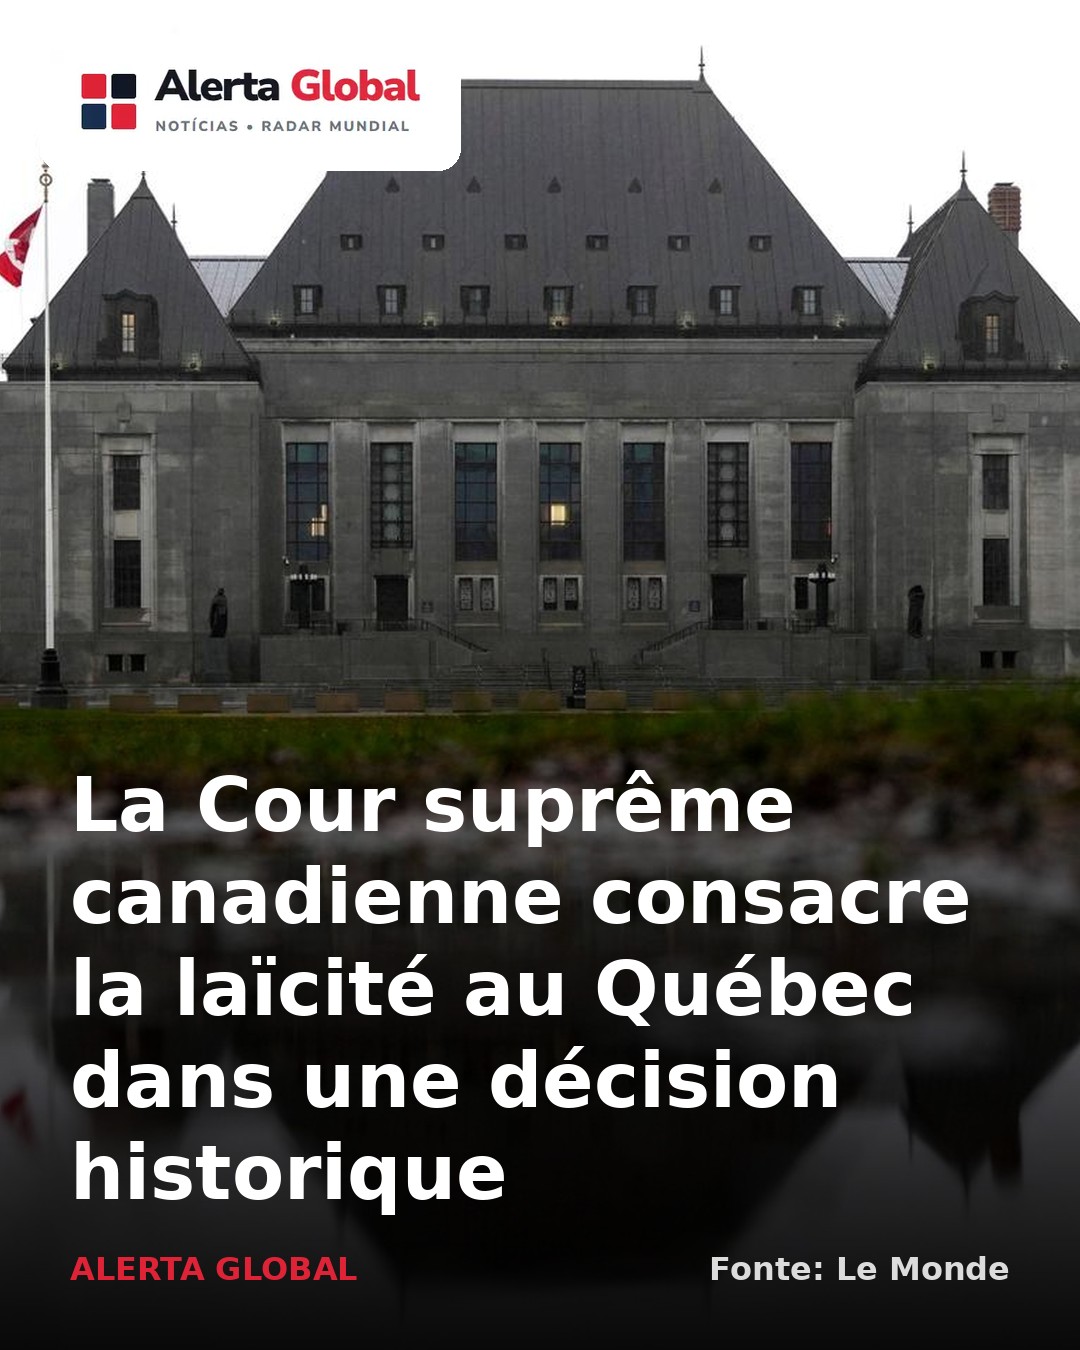 Alerta Global
NOTÍCIAS • RADAR MUNDIAL
La Cour suprême
canadienne consacre
la laïcité au Québec
dans une décision
historique
ALERTA GLOBAL
Fonte: Le Monde